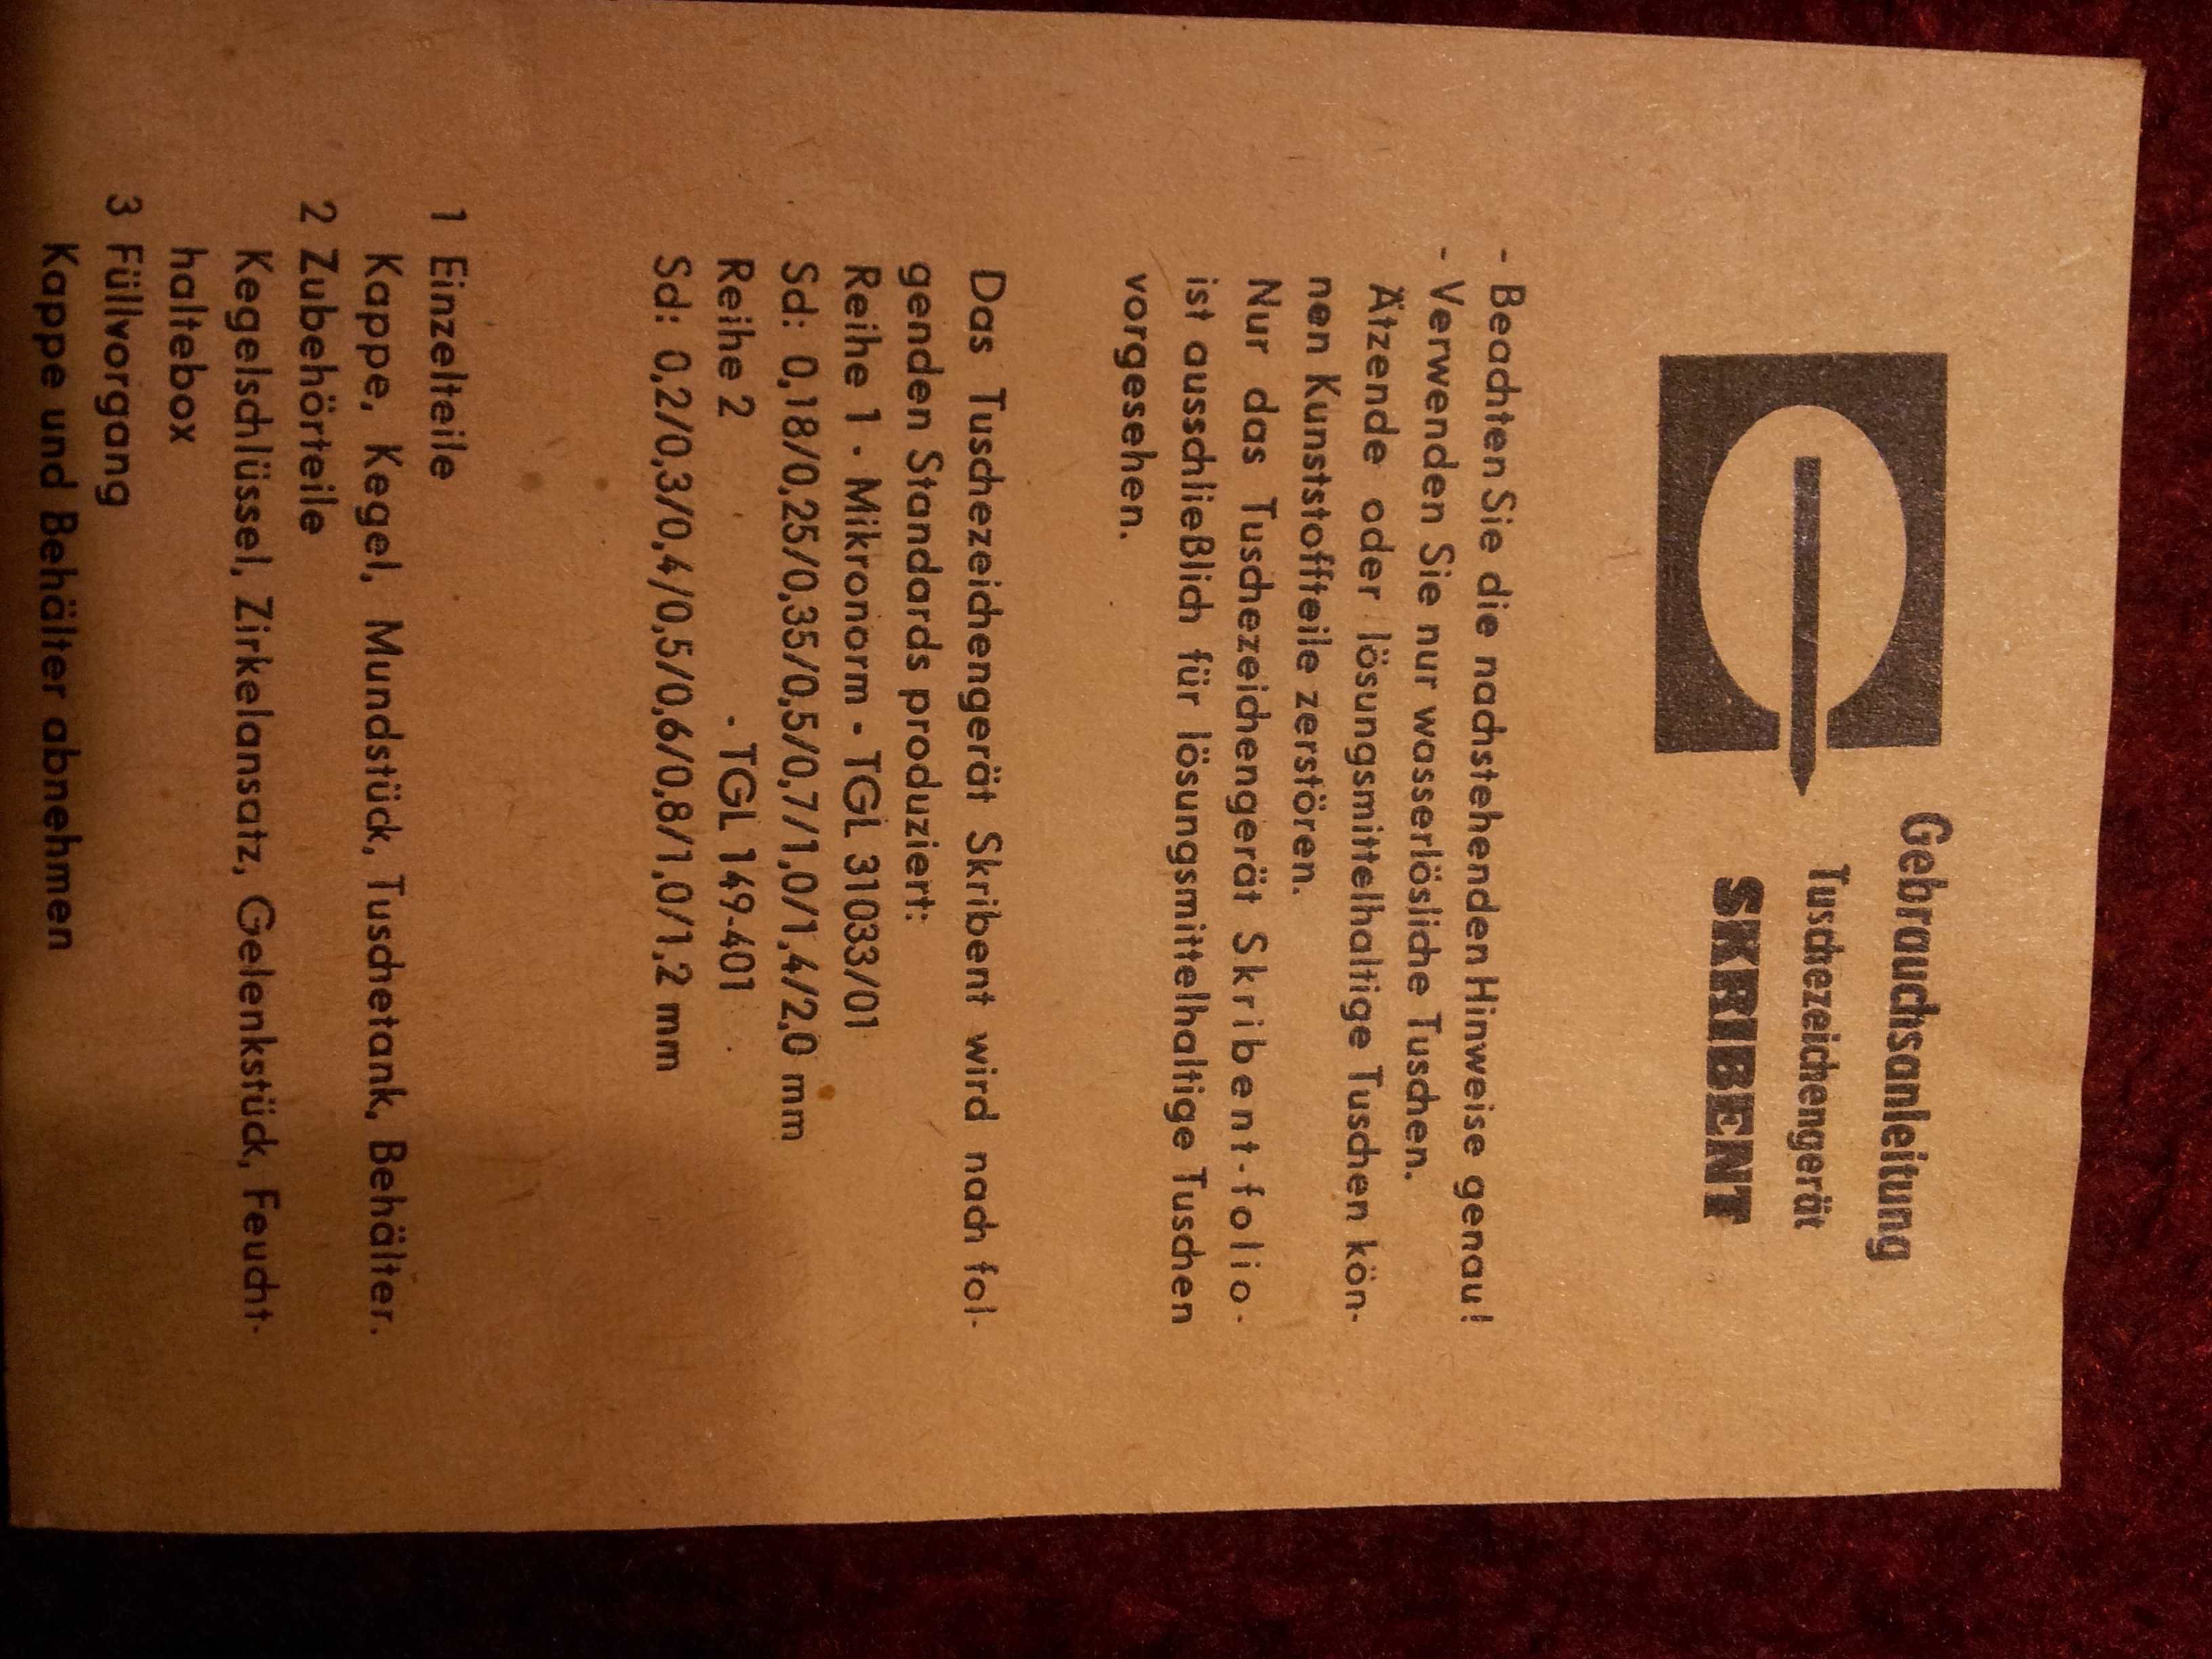 Gebrauchsanleitung
Tuschezeichengerät
SKRIBENT
- Beachten Sie die nachstehenden Hinweise genau!
- Verwenden Sie nur wasserlösliche Tuschen.
Ätzende oder lösungsmittelhaltige Tuschen kön-
nen Kunststoffteile zerstören.
Nur das Tuschezeichengerät Skribent-folio-
ist ausschließlich für lösungsmittelhaltige Tuschen
vorgesehen.
Das Tuschezeichengerät Skribent wird nach fol-
genden Standards produziert:
Reihe 1 - Mikronorm - TGL 31033/01
Sd: 0,18/0,25/0,35/0,5/0,7/1,0/1,4/2,0 mm
Reihe 2 - TGL 149-401
Sd: 0,2/0,3/0,4/0,5/0,6/0,8/1,0/1,2 mm
1 Einzelteile
Kappe, Kegel, Mundstück, Tuschetank, Behälter.
2 Zubehörteile
Kegelschlüssel, Zirkelansatz, Gelenkstück, Feucht-
haltebox
3 Füllvorgang
Kappe und Behälter abnehmen